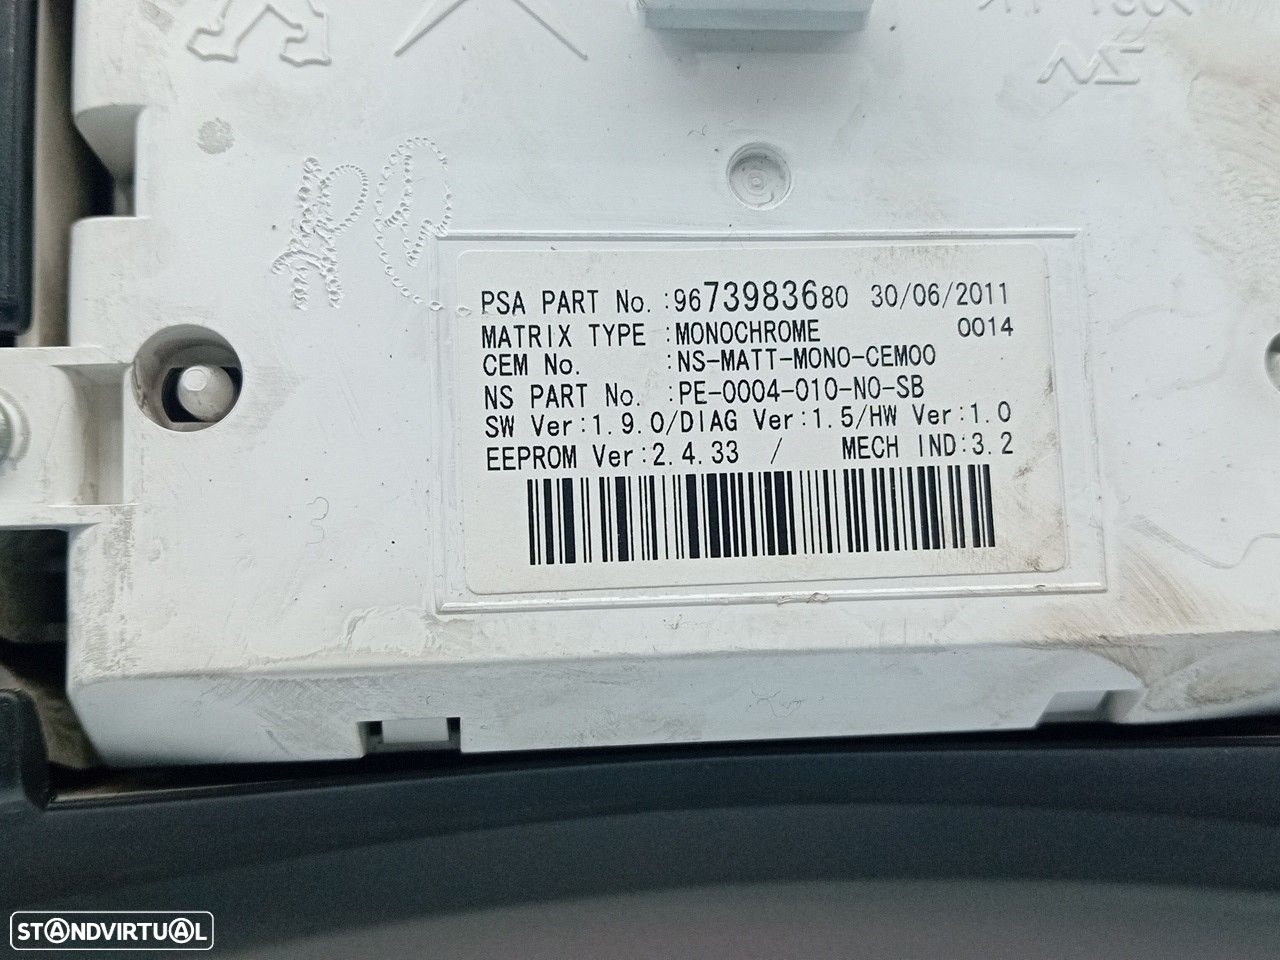 PSA PART No. :9673983680 30/06/2011
MATRIX TYPE :MONOCHROME 0014
CEM No. :NS-MATT-MONO-CEM00
NS PART No. :PE-0004-010-N0-SB
SW Ver:1.9.0/DIAG Ver:1.5/HW Ver:1.0
EEPROM Ver:2.4.33 / MECH IND:3.2
STANDVIRTUAL